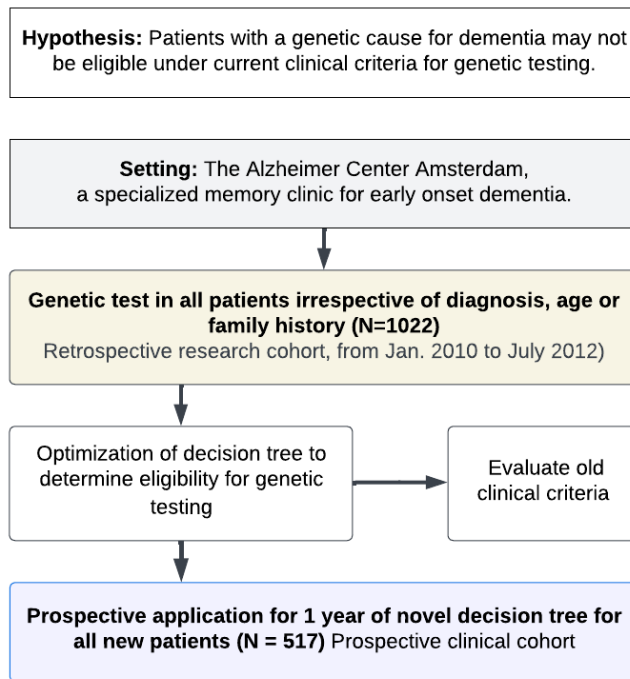 Hypothesis: Patients with a genetic cause for dementia may not
be eligible under current clinical criteria for genetic testing.
Setting: The Alzheimer Center Amsterdam,
a specialized memory clinic for early onset dementia.
Genetic test in all patients irrespective of diagnosis, age or
family history (N=1022)
Retrospective research cohort, from Jan. 2010 to July 2012)
Optimization of decision tree to
determine eligibility for genetic
testing
Evaluate old
clinical criteria
Prospective application for 1 year of novel decision tree for
all new patients (N = 517) Prospective clinical cohort